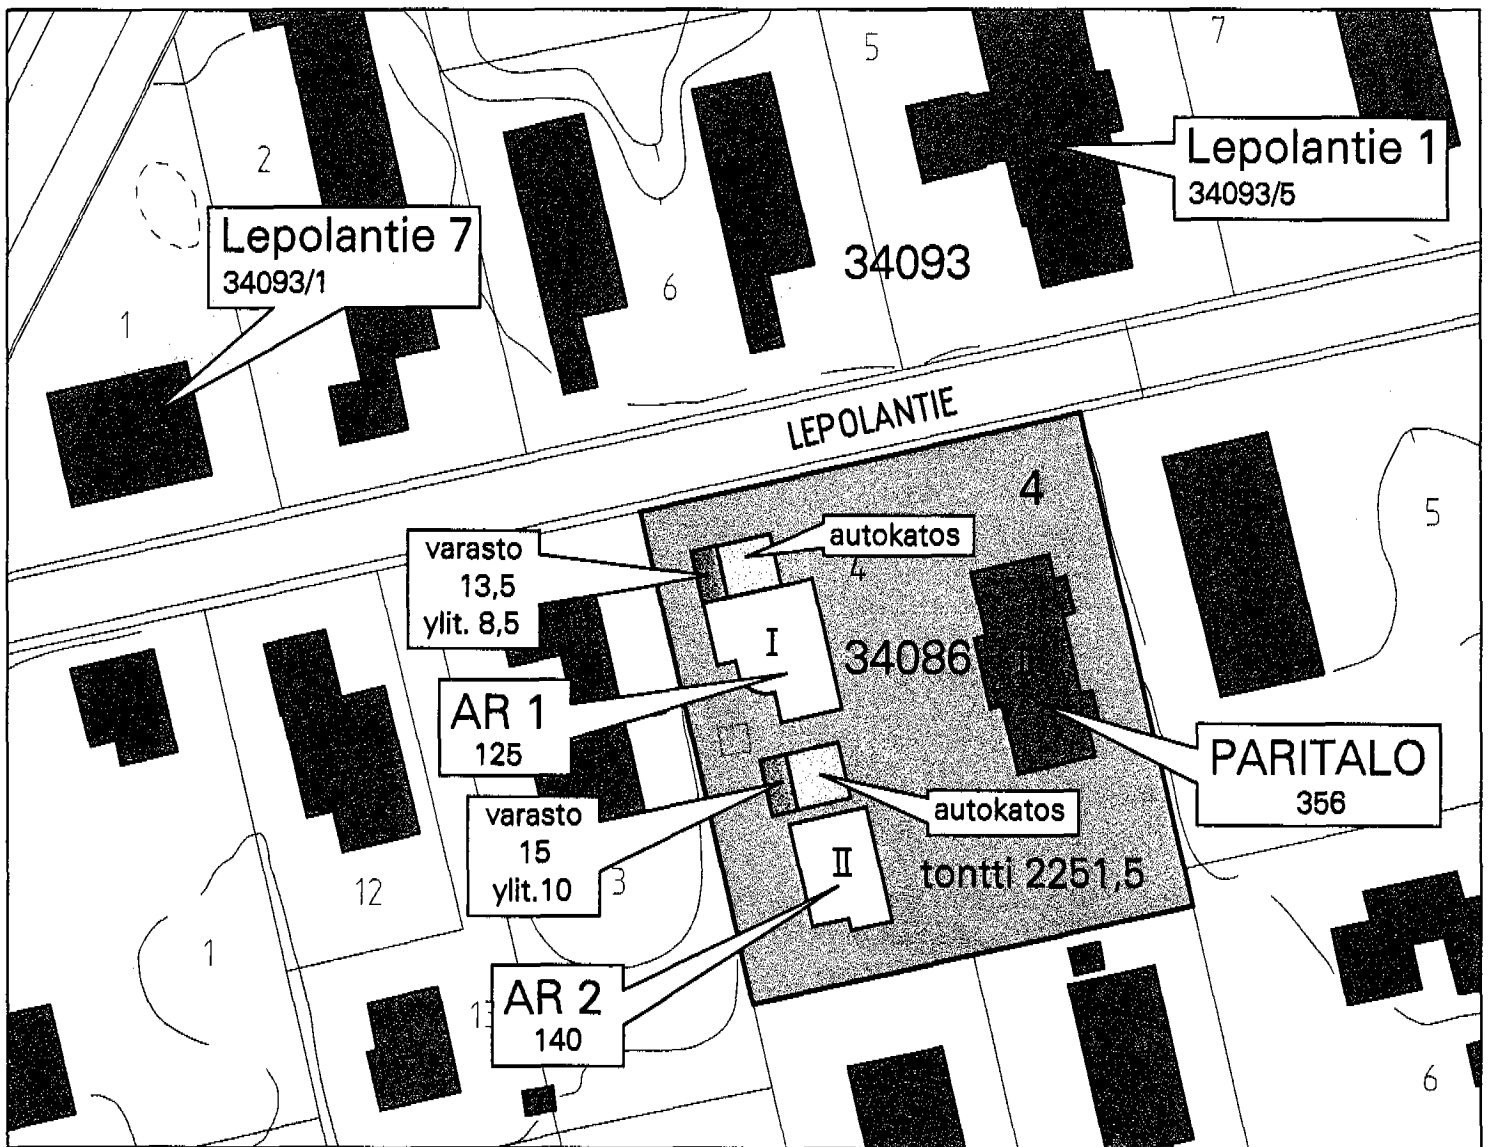 5
7
2
Lepolantie 1
34093/5
Lepolantie 7
34093/1
34093
6
1
LEPOLANTIE
4
5
varasto
13,5
ylit. 8,5
autokatos
4
I
34086
AR 1
125
PARITALO
356
varasto
15
ylit.10
autokatos
II
tontti 2251,5
3
12
1
AR 2
140
13
6